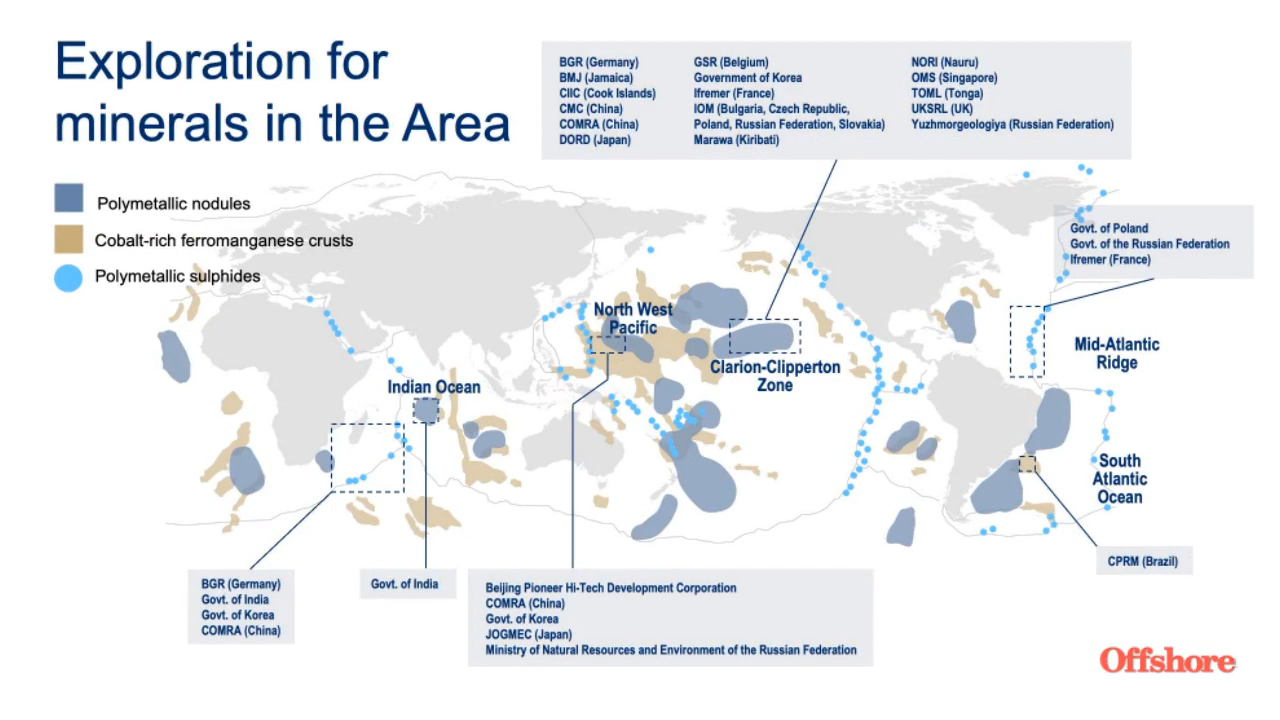 Exploration for
minerals in the Area
Polymetallic nodules
Cobalt-rich ferromanganese crusts
Polymetallic sulphides
BGR (Germany)
BMJ (Jamaica)
CIIC (Cook Islands)
CMC (China)
COMRA (China)
DORD (Japan)
GSR (Belgium)
Government of Korea
Ifremer (France)
IOM (Bulgaria, Czech Republic,
Poland, Russian Federation, Slovakia)
Marawa (Kiribati)
NORI (Nauru)
OMS (Singapore)
TOML (Tonga)
UKSRL (UK)
Yuzhmorgeologiya (Russian Federation)
Govt. of Poland
Govt. of the Russian Federation
Ifremer (France)
North West
Pacific
Clarion-Clipperton
Zone
Mid-Atlantic
Ridge
Indian Ocean
South
Atlantic
Ocean
CPRM (Brazil)
BGR (Germany)
Govt. of India
Govt. of Korea
COMRA (China)
Govt. of India
Beijing Pioneer Hi-Tech Development Corporation
COMRA (China)
Govt. of Korea
JOGMEC (Japan)
Ministry of Natural Resources and Environment of the Russian Federation
Offshore